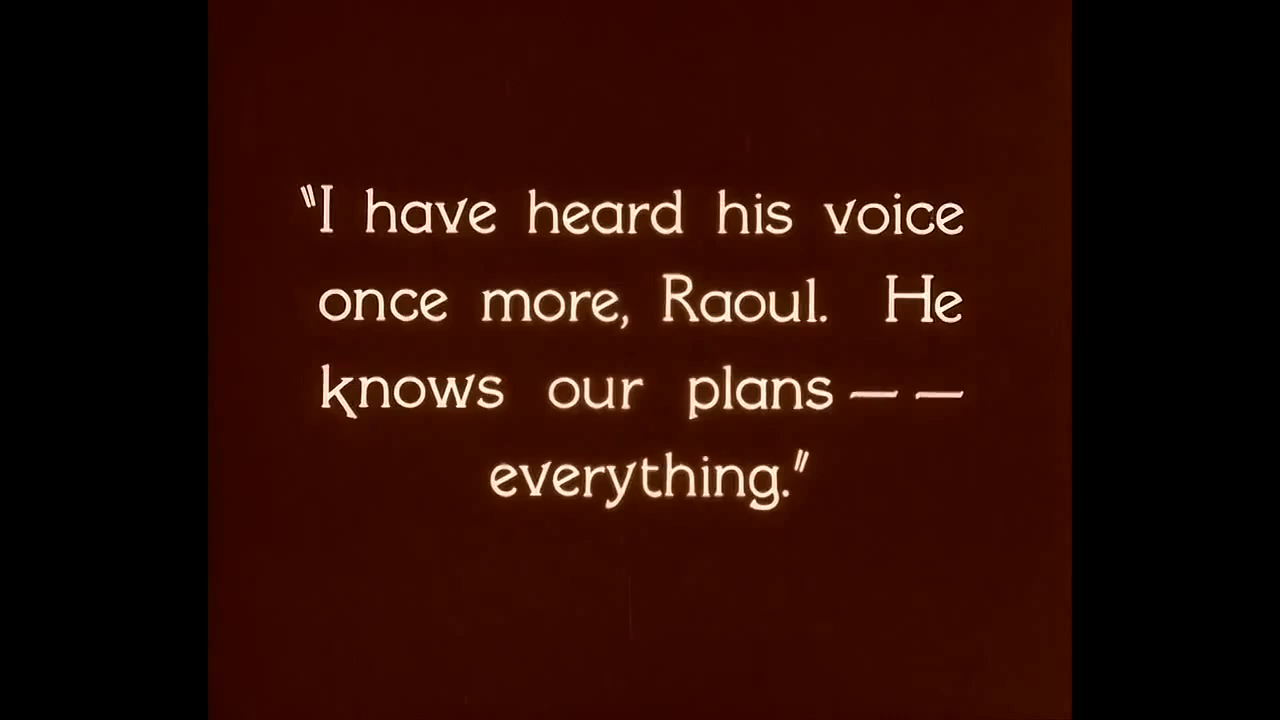 "I have heard his voice
once more, Raoul. He
knows our plans — —
everything."